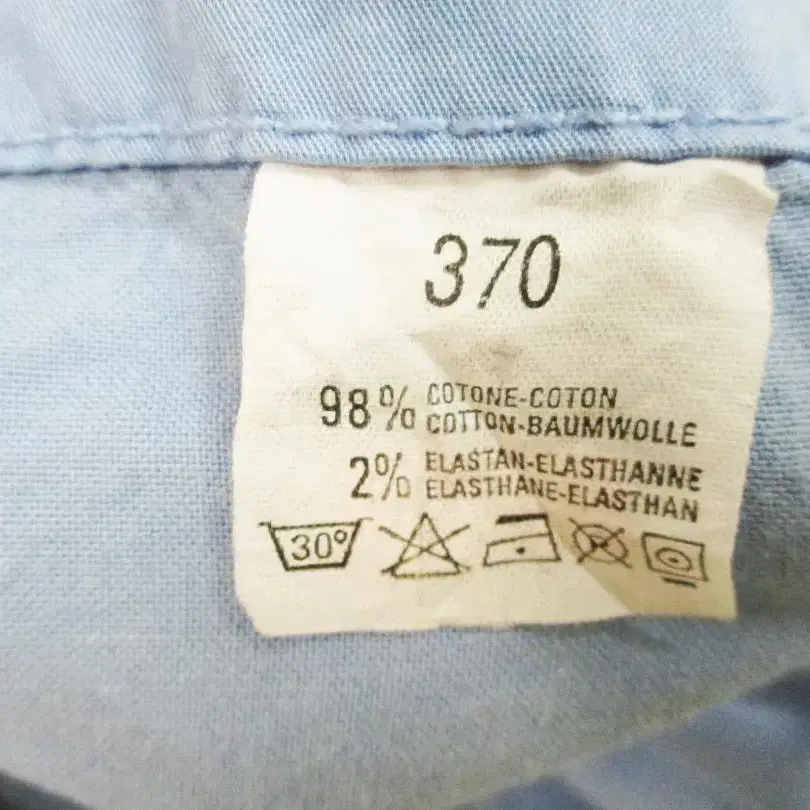 370
98% COTONE-COTON
COTTON-BAUMWOLLE
2% ELASTAN-ELASTHANNE
ELASTHANE-ELASTHAN
30°